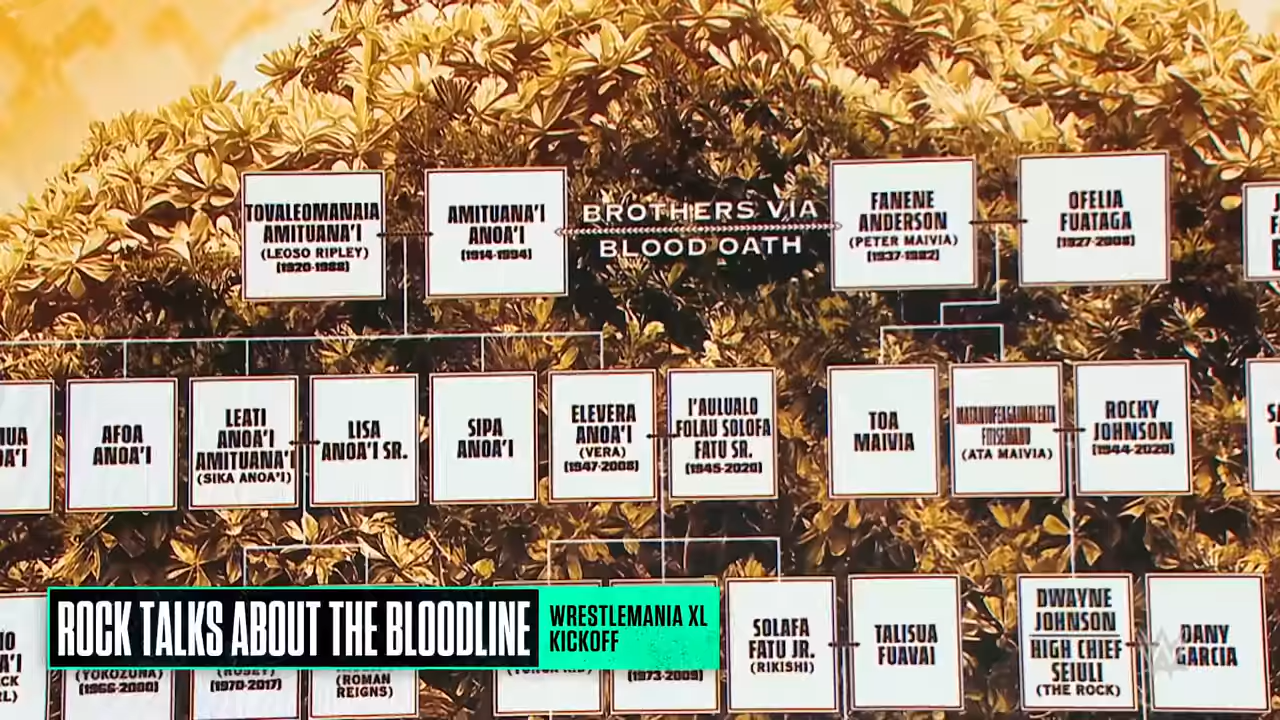 TOVALEOMANAIA
AMITUANA'I
(LEOSO RIPLEY)
(1920-1988)
AMITUANA'I
ANOA'I
(1914-1994)
BROTHERS VIA
BLOOD OATH
FANENE
ANDERSON
(PETER MAIVIA)
(1937-1982)
OFELIA
FUATAGA
(1927-2008)
AFOA
ANOA'I
LEATI
ANOA'I
AMITUANA'I
(SIKA ANOA'I)
LISA
ANOA'I SR.
SIPA
ANOA'I
ELEVERA
ANOA'I
(VERA)
(1947-2008)
I'AULUALO
FOLAU SOLOFA
FATU SR.
(1945-2020)
TOA
MAIVIA
(ATA MAIVIA)
ROCKY
JOHNSON
(1944-2020)
ROCK TALKS ABOUT THE BLOODLINE
WRESTLEMANIA XL
KICKOFF
(YOKOZUNA)
(1966-2000)
(ROSEY)
(1970-2017)
(ROMAN
REIGNS)
(1973-2009)
SOLAFA
FATU JR.
(RIKISHI)
TALISUA
FUAVAI
DWAYNE
JOHNSON
HIGH CHIEF
SEIULI
(THE ROCK)
DANY
GARCIA